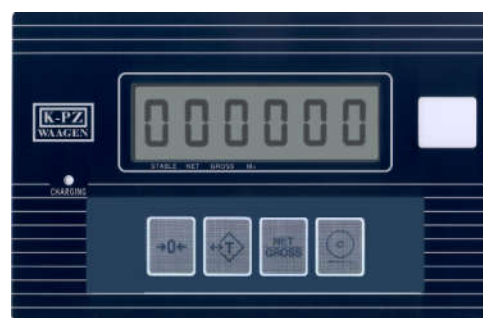 K-PZ
WAAGEN
000000
STABLE NET GROSS M+
CHARGING
→0← ←T NET
GROSS